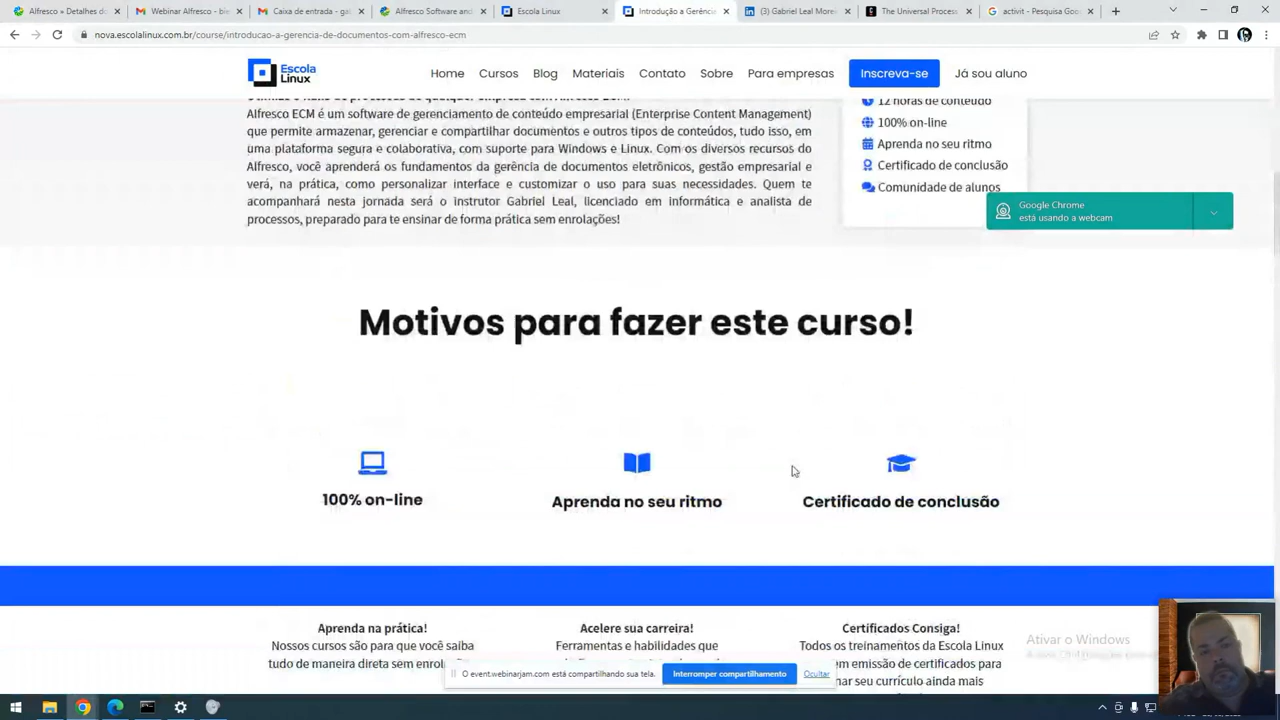 Alfresco » Detalhes do
Webinar Alfresco - bie
Caixa de entrada - gab
Alfresco Software and
Escola Linux
Introdução a Gerência
(3) Gabriel Leal More
The Universal Process
activit - Pesquisa Goo
nova.escolalinux.com.br/course/introducao-a-gerencia-de-documentos-com-alfresco-ecm
Escola
Linux
Home
Cursos
Blog
Materiais
Contato
Sobre
Para empresas
Inscreva-se
Já sou aluno
Alfresco ECM é um software de gerenciamento de conteúdo empresarial (Enterprise Content Management)
que permite armazenar, gerenciar e compartilhar documentos e outros tipos de conteúdos, tudo isso, em
uma plataforma segura e colaborativa, com suporte para Windows e Linux. Com os diversos recursos do
Alfresco, você aprenderá os fundamentos da gerência de documentos eletrônicos, gestão empresarial e
verá, na prática, como personalizar interface e customizar o uso para suas necessidades. Quem te
acompanhará nesta jornada será o instrutor Gabriel Leal, licenciado em informática e analista de
processos, preparado para te ensinar de forma prática sem enrolações!
12 horas de conteúdo
100% on-line
Aprenda no seu ritmo
Certificado de conclusão
Comunidade de alunos
Google Chrome
está usando a webcam
Motivos para fazer este curso!
100% on-line
Aprenda no seu ritmo
Certificado de conclusão
Aprenda na prática!
Nossos cursos são para que você saiba
tudo de maneira direta sem
Acelere sua carreira!
Ferramentas e habilidades que
Certificados Consiga!
Todos os treinamentos da Escola Linux
em emissão de certificados para
nar seu currículo ainda mais
O event.webinarjam.com está compartilhando sua tela.
Interromper compartilhamento
Ocultar
Ativar o Windows